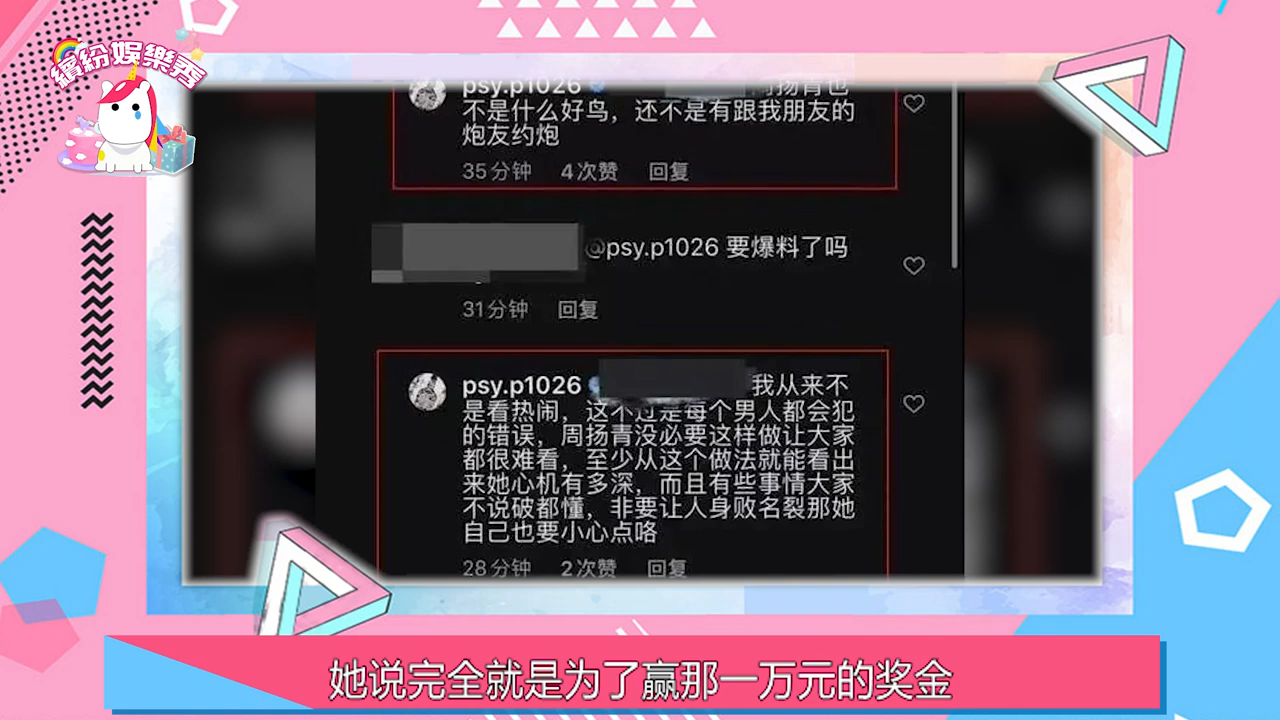 繽紛娛樂秀
psy.p1026 周扬青也
不是什么好鸟，还不是有跟我朋友的
炮友约炮
35分钟 4次赞 回复
@psy.p1026 要爆料了吗
31分钟 回复
psy.p1026 我从来不
是看热闹，这不过是每个男人都会犯
的错误，周扬青没必要这样做让大家
都很难看，至少从这个做法就能看出
来她心机有多深，而且有些事情大家
不说破都懂，非要让人身败名裂那她
自己也要小心点咯
28分钟 2次赞 回复
她说完全就是为了赢那一万元的奖金